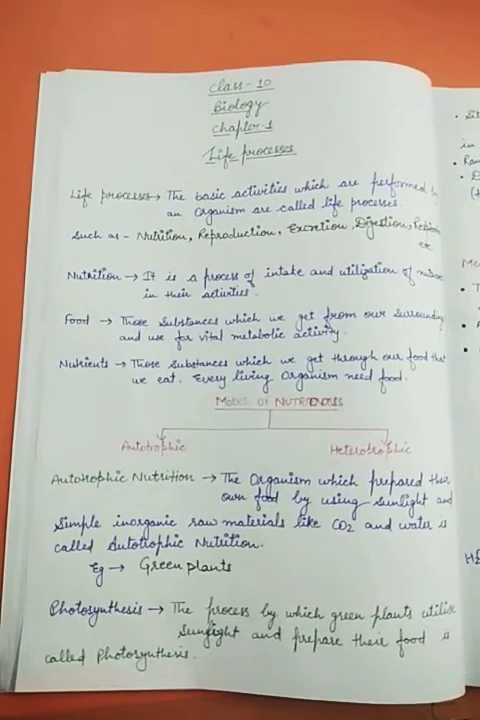 Class - 10
Biology
Chapter-1
Life processes
Life processes → The basic activities which are performed
an Organism are called life processes.
Such as - Nutrition, Reproduction, Excretion, Digestion,
etc
Nutrition → It is a process of intake and utilization of
in their activities.
Food → Those Substances which we get from our surrounding
and use for vital metabolic activity.
Nutrients → Those Substances which we get through our food that
we eat. Every living Organism need food.
Modes of
Autotrophic Heterotrophic
Autotrophic Nutrition → The Organism which prepared their
own food by using Sunlight and
Simple inorganic raw materials like CO2 and water is
called Autotrophic Nutrition.
Eg → Green plants
Photosynthesis → The process by which green plants utilise
Sunlight and prepare their food is
called Photosynthesis.
• Sit
in
•
• D
•
•
•